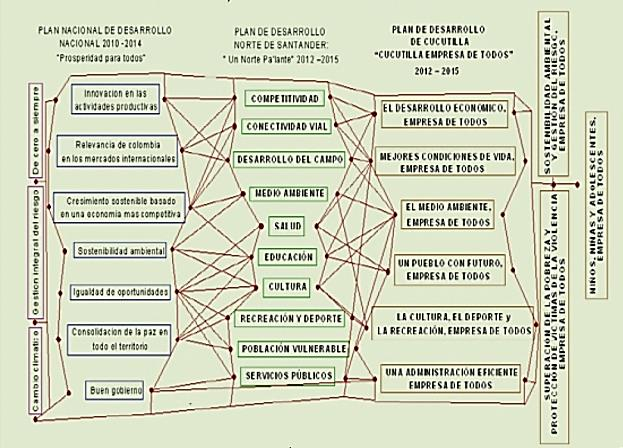 PLAN NACIONAL DE DESARROLLO
NACIONAL 2010 -2014
"Prosperidad para todos"
PLAN DE DESARROLLO
NORTE DE SANTANDER:
" Un Norte Pa'lante" 2012 –2015
PLAN DE DESARROLLO
DE CUCUTILLA
"CUCUTILLA EMPRESA DE TODOS"
2012 – 2015
De cero a siempre
Gestion integral del riesgo
Cambio climatico
Innovacion en las
actividades productivas
Relevancia de colombia
en los mercados internacionales
Crecimiento sostenible basado
en una economia mas competitiva
Sostenibilidad ambiental
Igualdad de oportunidades
Consolidacion de la paz en
todo el territorio
Buen gobierno
COMPETITIVIDAD
CONECTIVIDAD VIAL
DESARROLLO DEL CAMPO
MEDIO AMBIENTE
SALUD
EDUCACIÓN
CULTURA
RECREACIÓN Y DEPORTE
POBLACIÓN VULNERABLE
SERVICIOS PÚBLICOS
EL DESARROLLO ECONOMICO,
EMPRESA DE TODOS
MEJORES CONDICIONES DE VIDA,
EMPRESA DE TODOS
EL MEDIO AMBIENTE,
EMPRESA DE TODOS
UN PUEBLO CON FUTURO,
EMPRESA DE TODOS
LA CULTURA, EL DEPORTE y
LA RECREACIÓN, EMPRESA DE TODOS
UNA ADMINISTRACIÓN EFICIENTE
EMPRESA DE TODOS
SOSTENIBILIDAD AMBIENTAL
Y GESTIÓN DEL RIESGC,
EMPRESA DE TODOS
SUPERACION DE LA POBREZA Y
PROTECCIÓN DE VICTIMAS DE LA VIOLENCIA
EMPRESA DE TODOS
NIÑOS, NIÑAS Y ADOLESCENTES,
EMPRESA DE TODOS